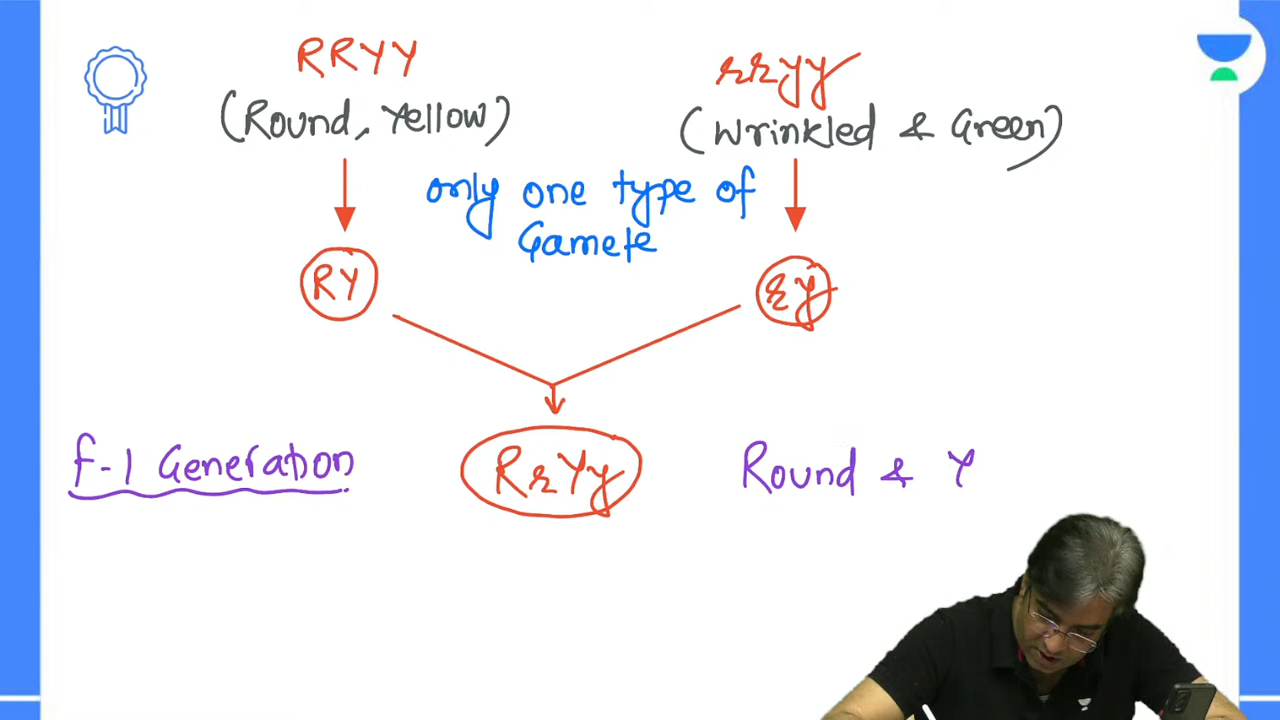 RRYY
rryy
(Round, Yellow)
(Wrinkled & Green)
only one type of
Gamete
RY
ry
F-1 Generation
RrYy
Round & Y